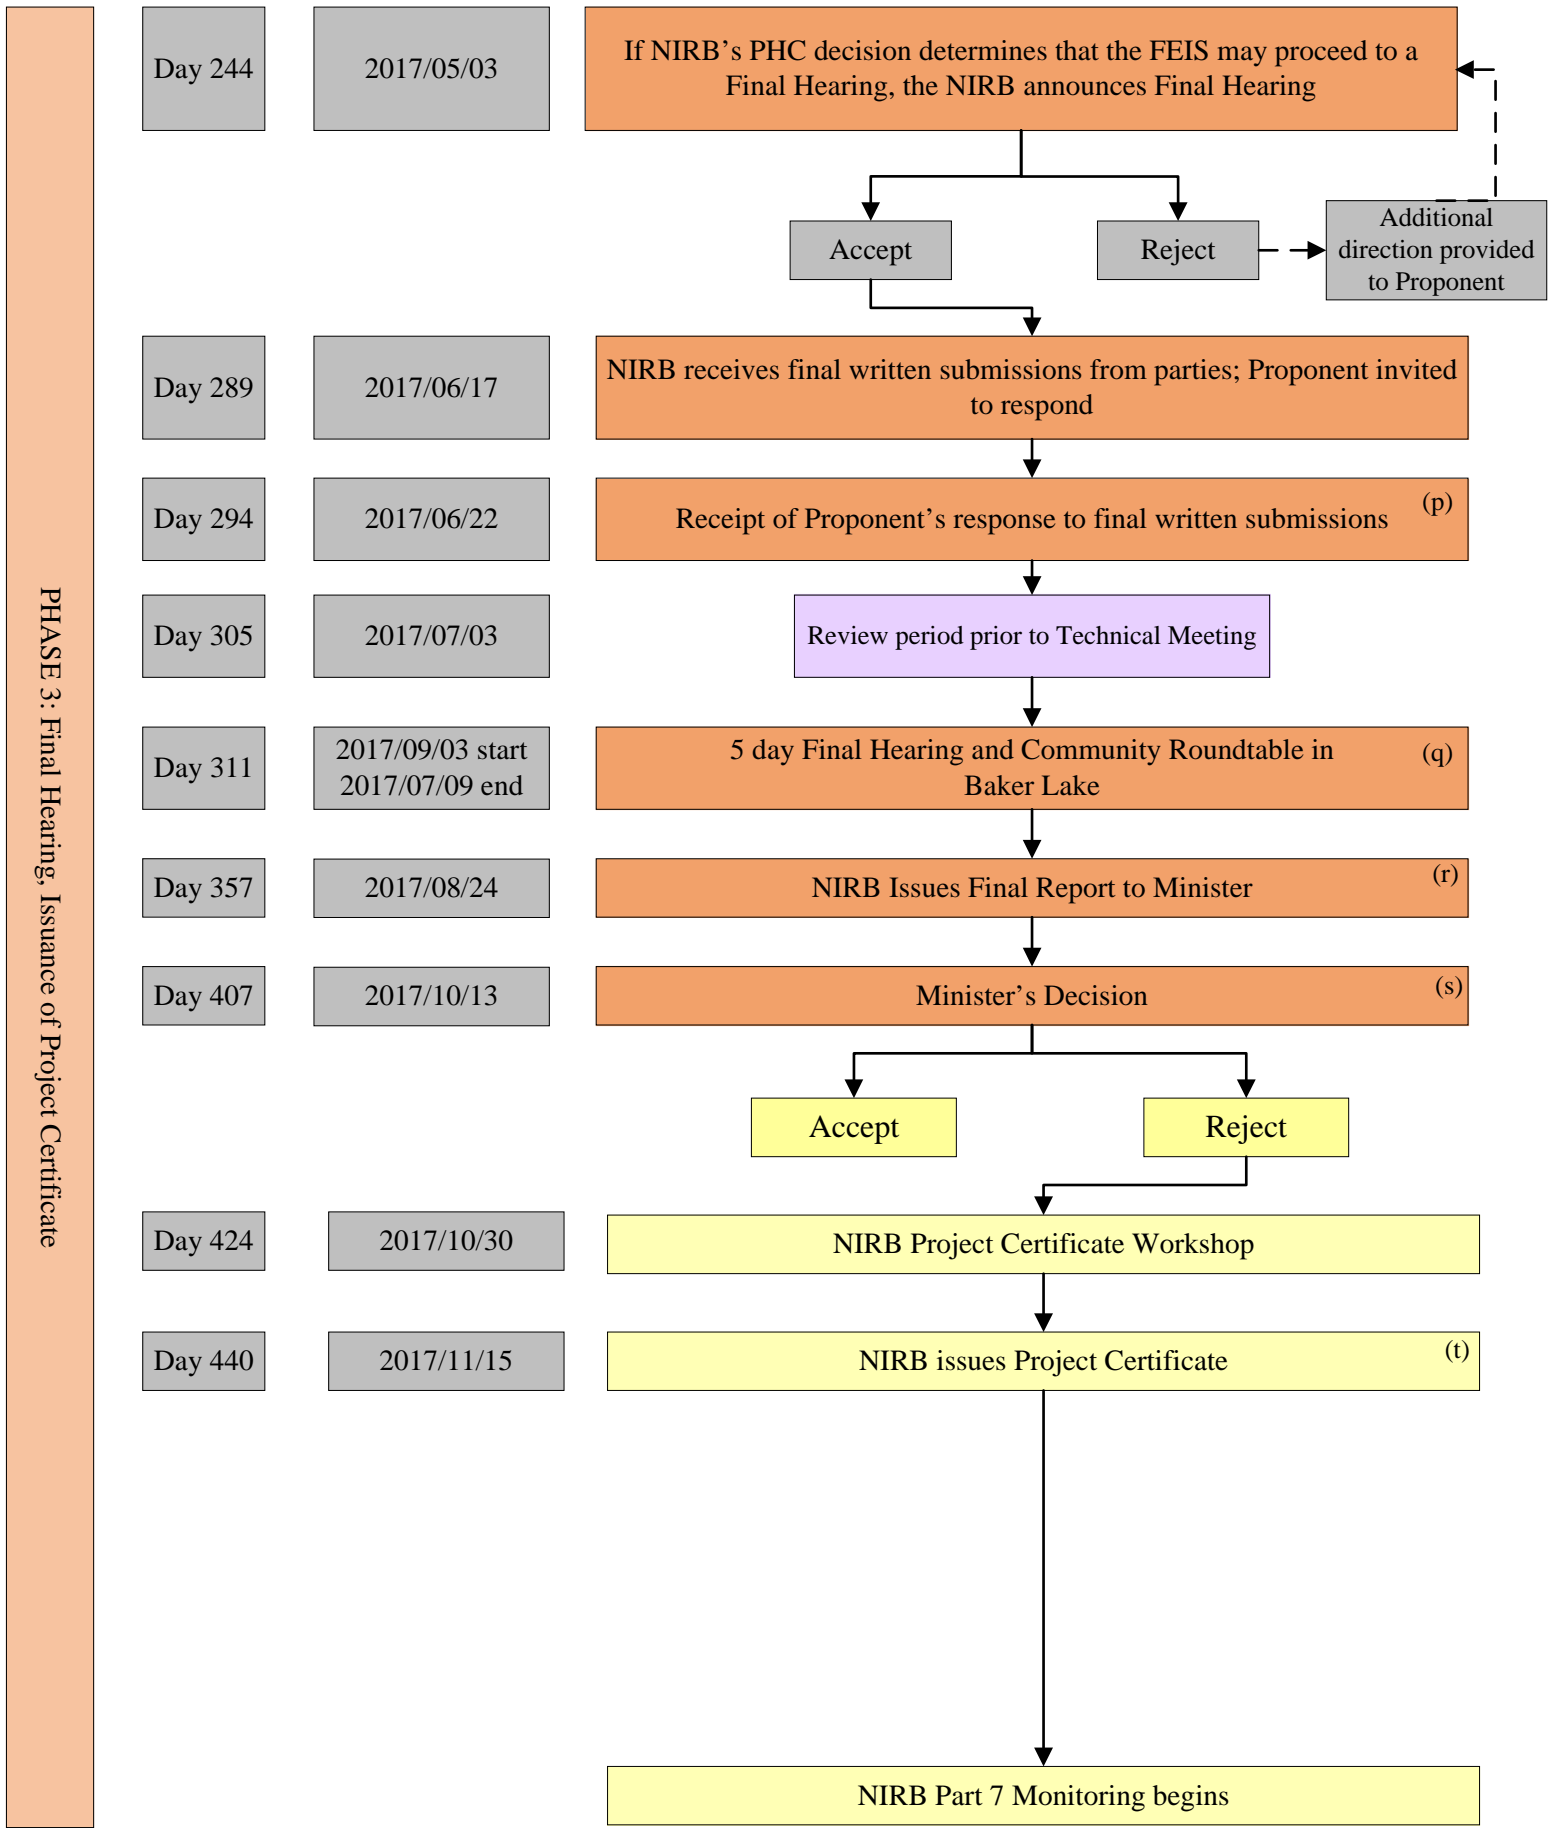 PHASE 3: Final Hearing, Issuance of Project Certificate
Day 244
2017/05/03
If NIRB’s PHC decision determines that the FEIS may proceed to a
Final Hearing, the NIRB announces Final Hearing
Accept
Reject
Additional
direction provided
to Proponent
Day 289
2017/06/17
NIRB receives final written submissions from parties; Proponent invited
to respond
Day 294
2017/06/22
Receipt of Proponent’s response to final written submissions
(p)
Day 305
2017/07/03
Review period prior to Technical Meeting
Day 311
2017/09/03 start
2017/07/09 end
5 day Final Hearing and Community Roundtable in
Baker Lake
(q)
Day 357
2017/08/24
NIRB Issues Final Report to Minister
(r)
Day 407
2017/10/13
Minister’s Decision
(s)
Accept
Reject
Day 424
2017/10/30
NIRB Project Certificate Workshop
Day 440
2017/11/15
NIRB issues Project Certificate
(t)
NIRB Part 7 Monitoring begins